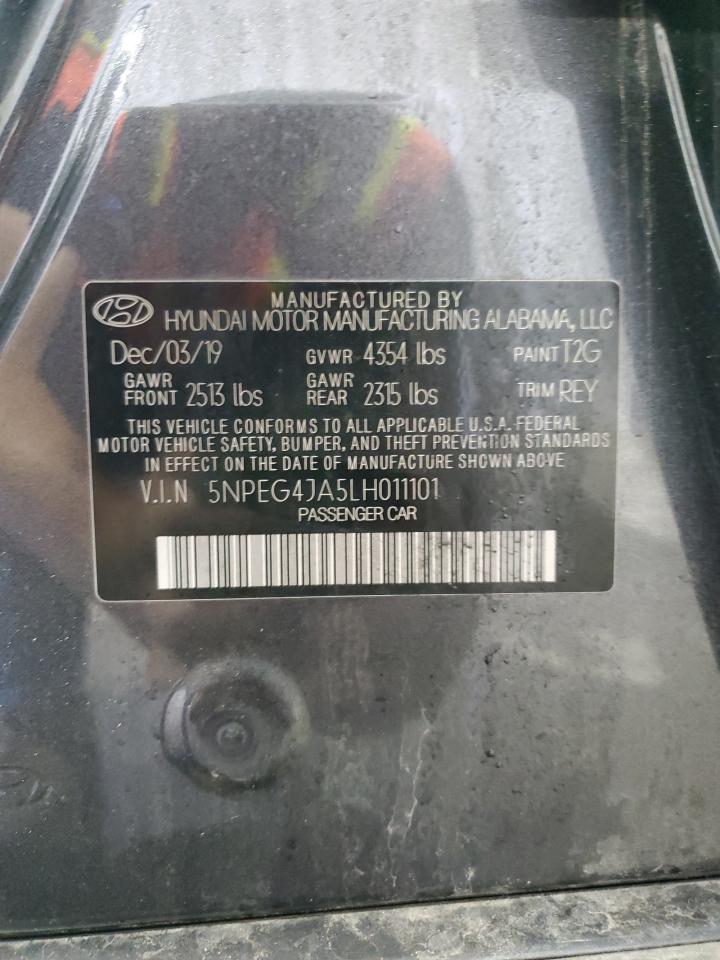 MANUFACTURED BY
HYUNDAI MOTOR MANUFACTURING ALABAMA, LLC
Dec/03/19 GVWR 4354 lbs PAINT T2G
GAWR FRONT 2513 lbs GAWR REAR 2315 lbs TRIM REY
THIS VEHICLE CONFORMS TO ALL APPLICABLE U.S.A. FEDERAL
MOTOR VEHICLE SAFETY, BUMPER, AND THEFT PREVENTION STANDARDS
IN EFFECT ON THE DATE OF MANUFACTURE SHOWN ABOVE.
V.I.N 5NPEG4JA5LH011101
PASSENGER CAR